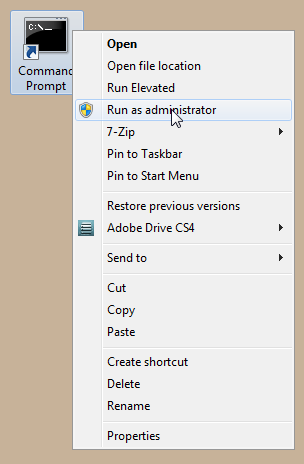 C:\.
Command
Prompt
Open
Open file location
Run Elevated
Run as administrator
7-Zip
Pin to Taskbar
Pin to Start Menu
Restore previous versions
Adobe Drive CS4
Send to
Cut
Copy
Paste
Create shortcut
Delete
Rename
Properties